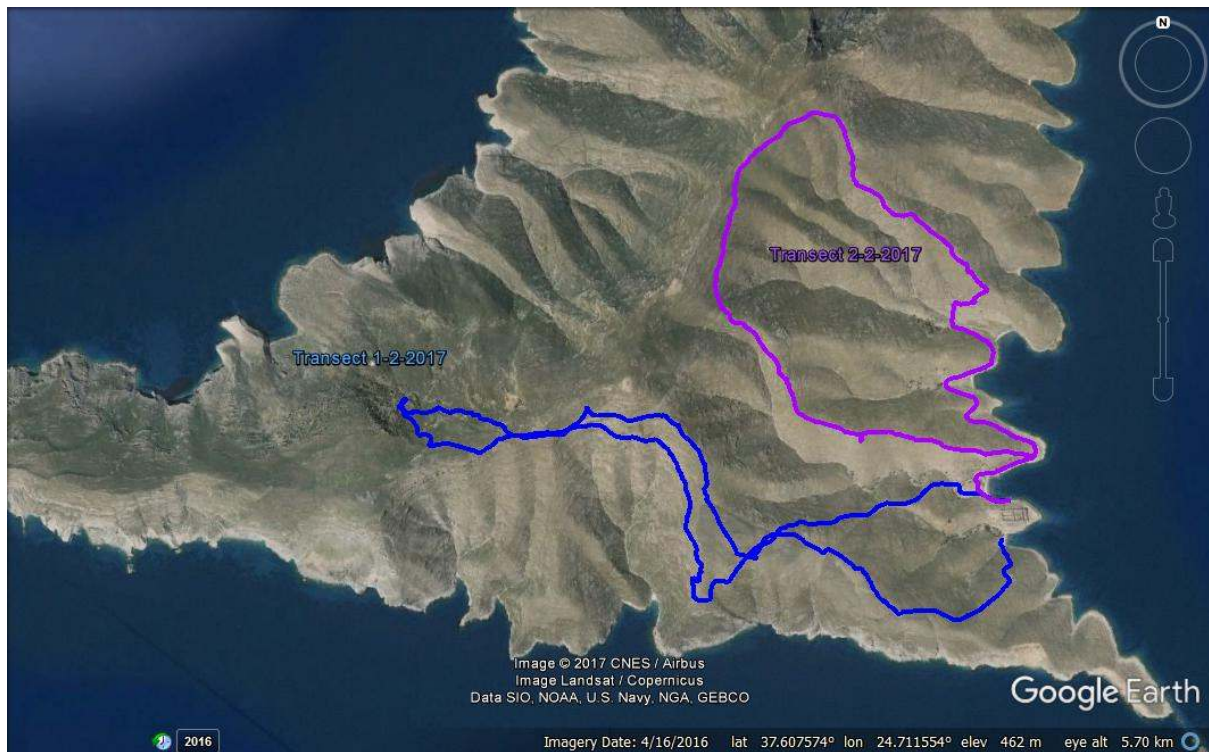 N
Transect 2-2-2017
Transect 1-2-2017
Image © 2017 CNES / Airbus
Image Landsat / Copernicus
Data SIO, NOAA, U.S. Navy, NGA, GEBCO
Google Earth
2016
Imagery Date: 4/16/2016 lat 37.607574° lon 24.711554° elev 462 m eye alt 5.70 km